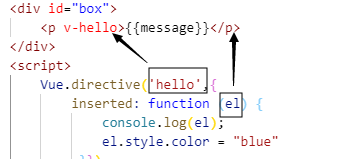 <div id="box">
<p v-hello>{{message}}</p>
</div>
<script>
Vue.directive('hello',{
inserted: function (el) {
console.log(el);
el.style.color = "blue"
}})